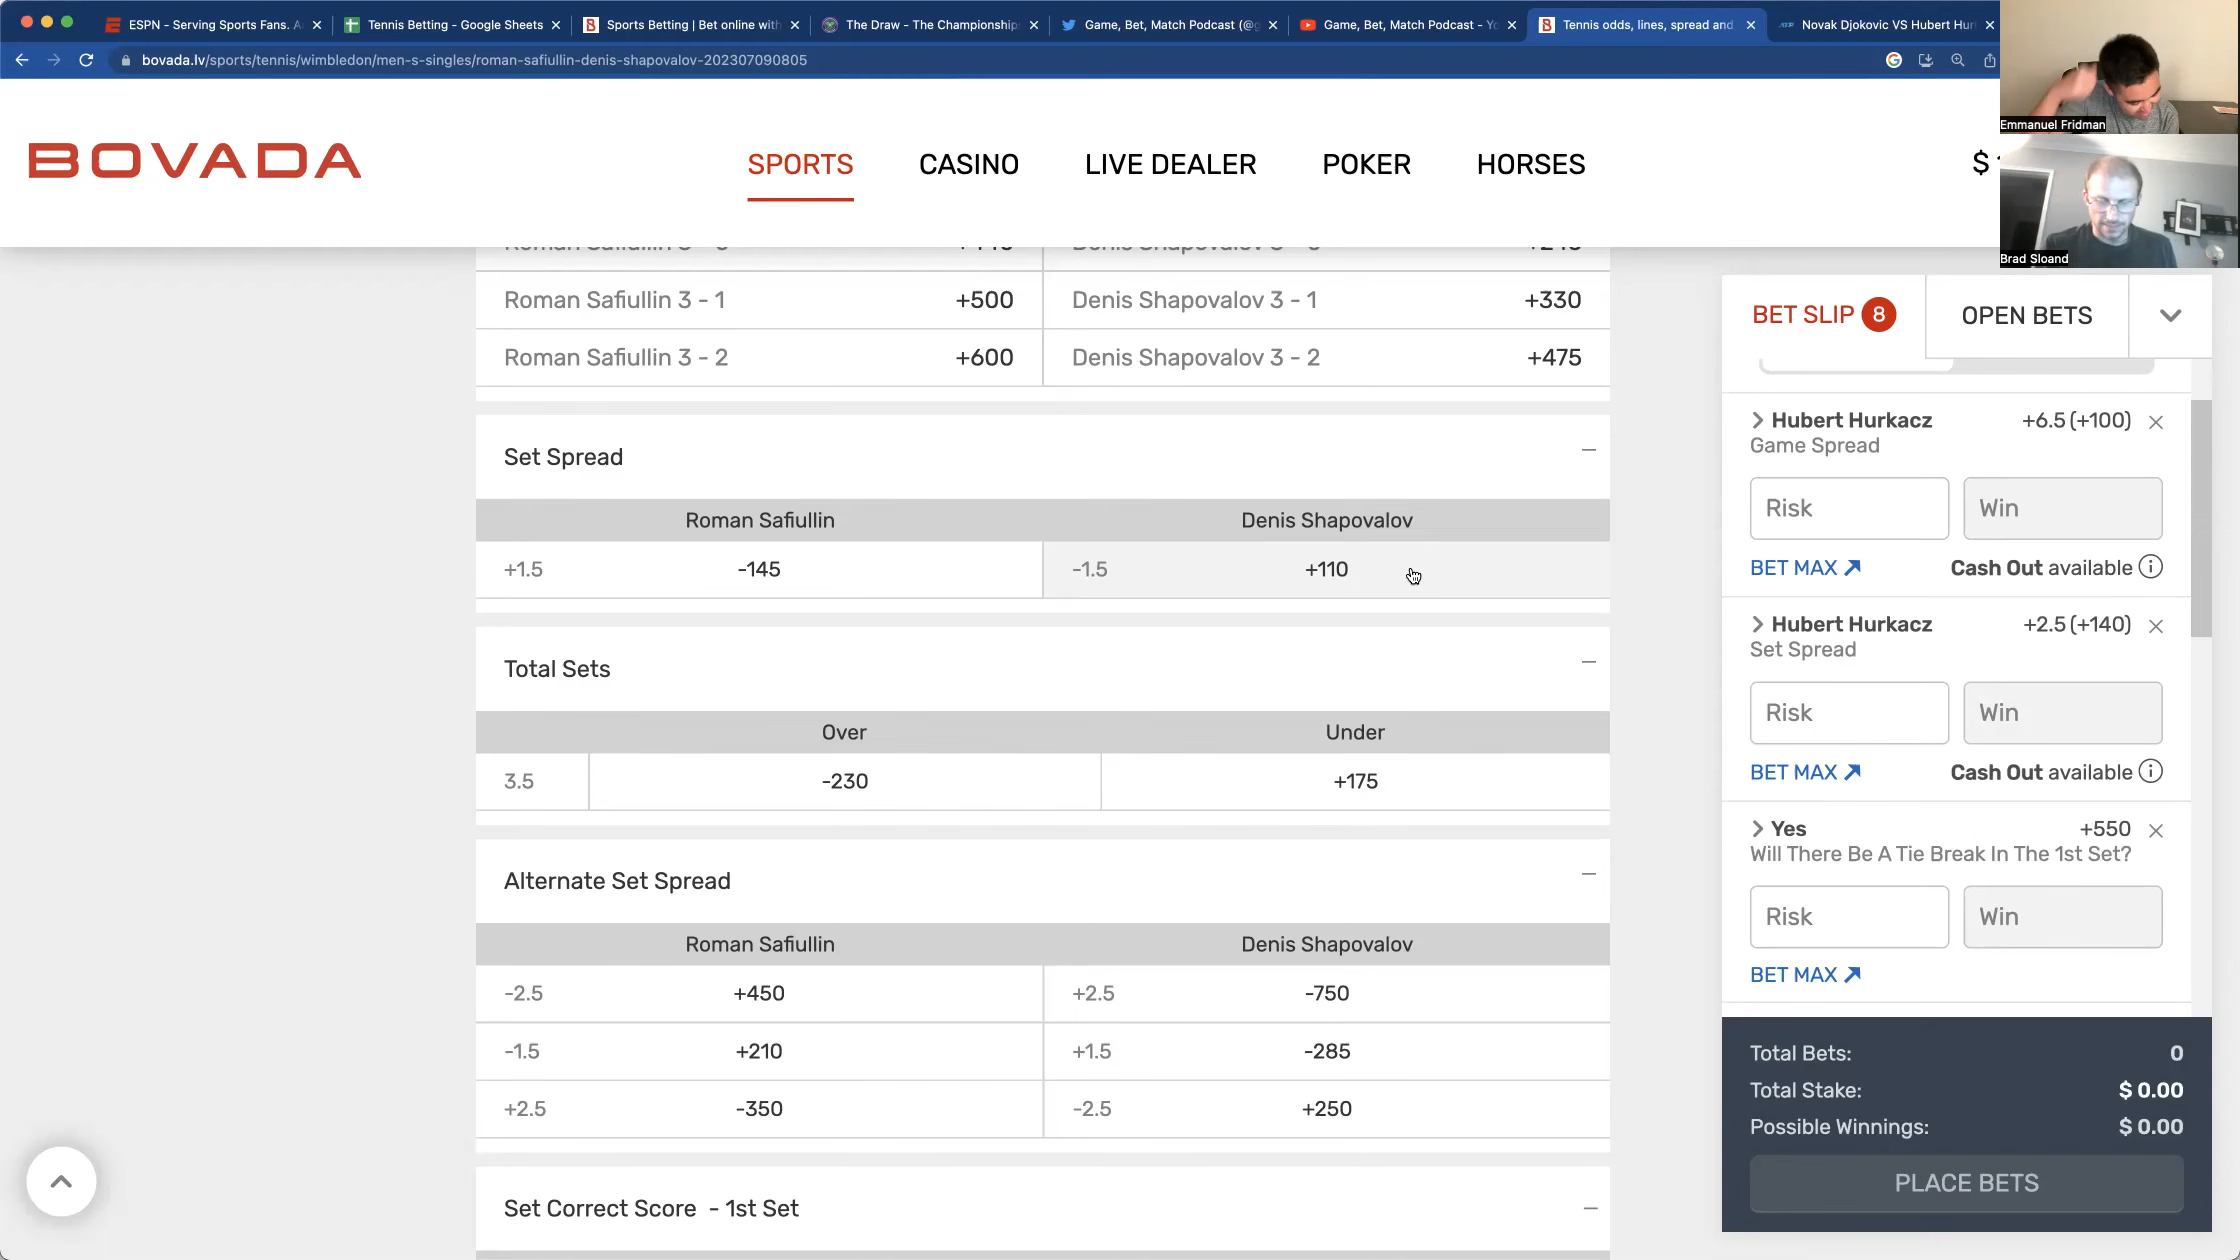 ESPN - Serving Sports Fans. A
Tennis Betting - Google Sheets
Sports Betting | Bet online with
The Draw - The Championship
Game, Bet, Match Podcast (@g
Game, Bet, Match Podcast - Yo
Tennis odds, lines, spread and
Novak Djokovic VS Hubert Hur
bovada.lv/sports/tennis/wimbledon/men-s-singles/roman-safiullin-denis-shapovalov-202307090805
Emmanuel Fridman
BOVADA
SPORTS
CASINO
LIVE DEALER
POKER
HORSES
$
Brad Sloand
Roman Safiullin 3 - 1 +500 Denis Shapovalov 3 - 1 +330
Roman Safiullin 3 - 2 +600 Denis Shapovalov 3 - 2 +475
Set Spread
Roman Safiullin Denis Shapovalov
+1.5 -145 -1.5 +110
Total Sets
Over Under
3.5 -230 +175
Alternate Set Spread
Roman Safiullin Denis Shapovalov
-2.5 +450 +2.5 -750
-1.5 +210 +1.5 -285
+2.5 -350 -2.5 +250
Set Correct Score - 1st Set
BET SLIP 8 OPEN BETS
Hubert Hurkacz +6.5 (+100)
Game Spread
Risk Win
BET MAX Cash Out available
Hubert Hurkacz +2.5 (+140)
Set Spread
Risk Win
BET MAX Cash Out available
Yes +550
Will There Be A Tie Break In The 1st Set?
Risk Win
BET MAX
Total Bets: 0
Total Stake: $ 0.00
Possible Winnings: $ 0.00
PLACE BETS